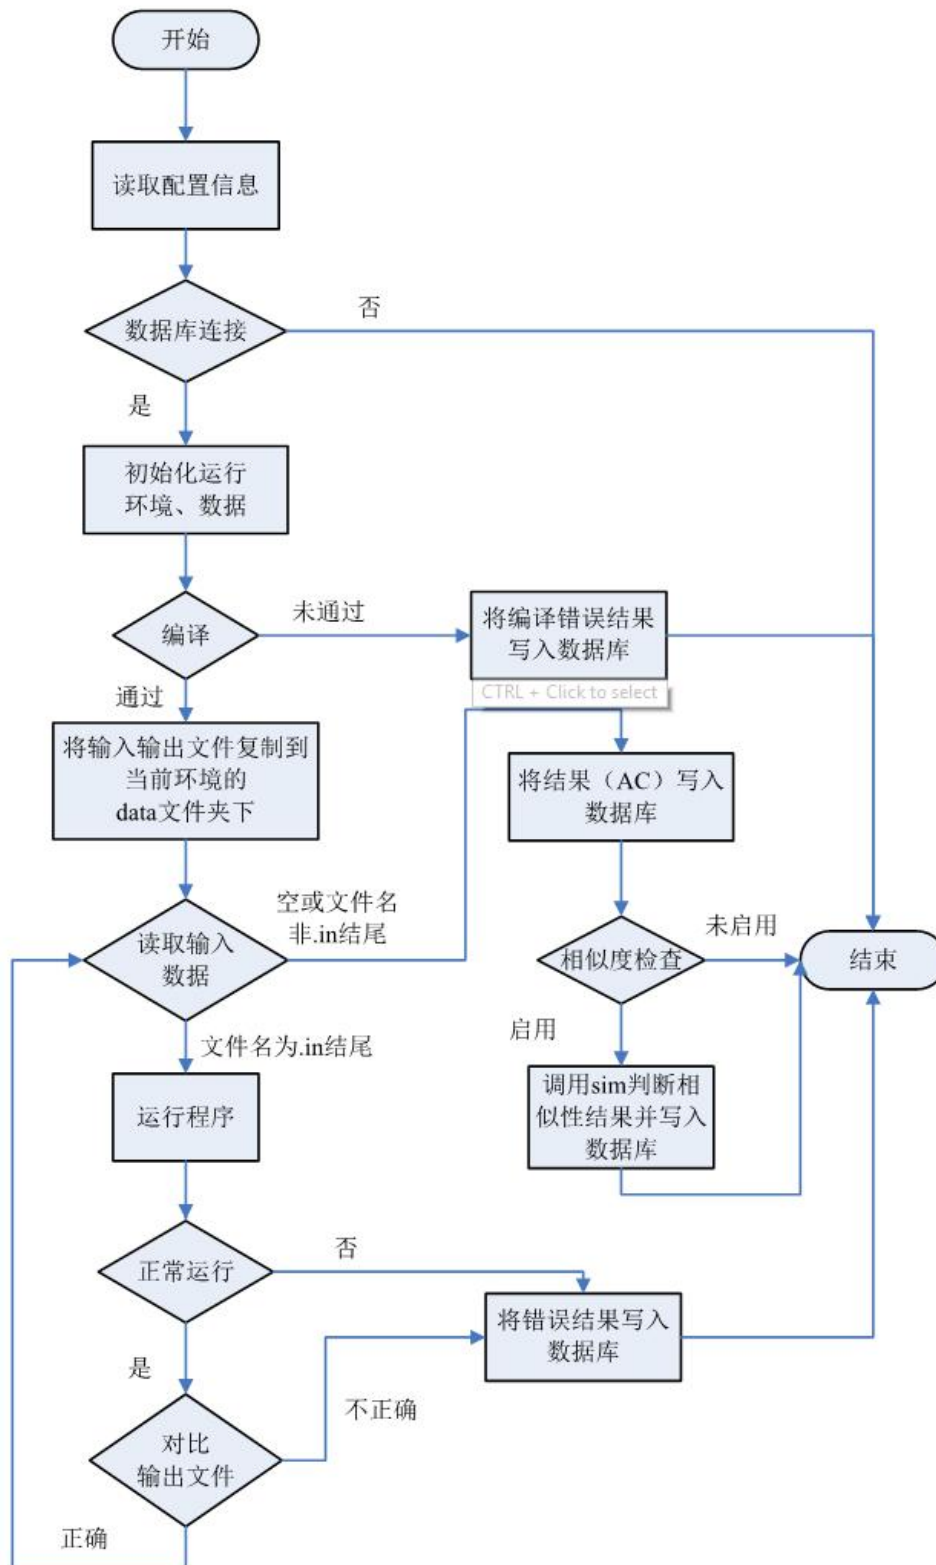 开始
读取配置信息
数据库连接
否
是
初始化运行
环境、数据
编译
未通过
将编译错误结果
写入数据库
CTRL + Click to select
通过
将输入输出文件复制到
当前环境的
data文件夹下
将结果（AC）写入
数据库
空或文件名
非.in结尾
读取输入
数据
相似度检查
未启用
结束
启用
文件名为.in结尾
运行程序
调用sim判断相
似性结果并写入
数据库
正常运行
否
将错误结果写入
数据库
是
不正确
对比
输出文件
正确